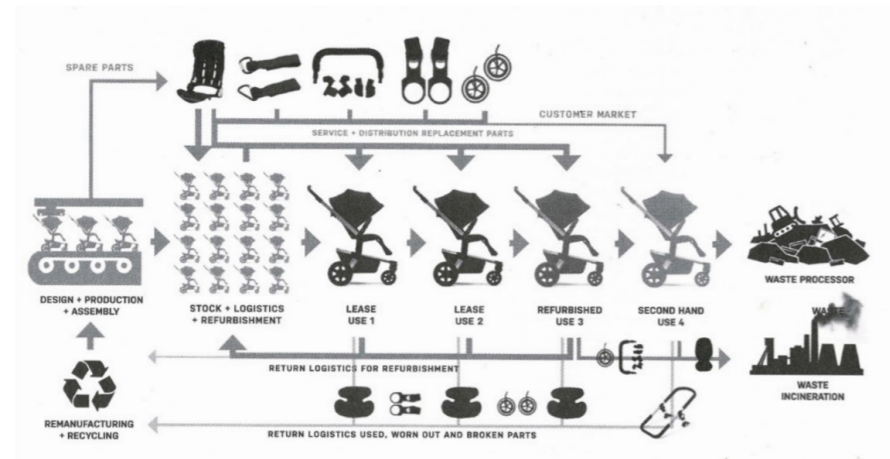 SPARE PARTS
CUSTOMER MARKET
SERVICE + DISTRIBUTION REPLACEMENT PARTS
DESIGN + PRODUCTION
+ ASSEMBLY
STOCK + LOGISTICS
+ REFURBISHMENT
LEASE
USE 1
LEASE
USE 2
REFURBISHED
USE 3
SECOND HAND
USE 4
WASTE PROCESSOR
WASTE
RETURN LOGISTICS FOR REFURBISHMENT
WASTE
INCINERATION
REMANUFACTURING
+ RECYCLING
RETURN LOGISTICS USED, WORN OUT AND BROKEN PARTS